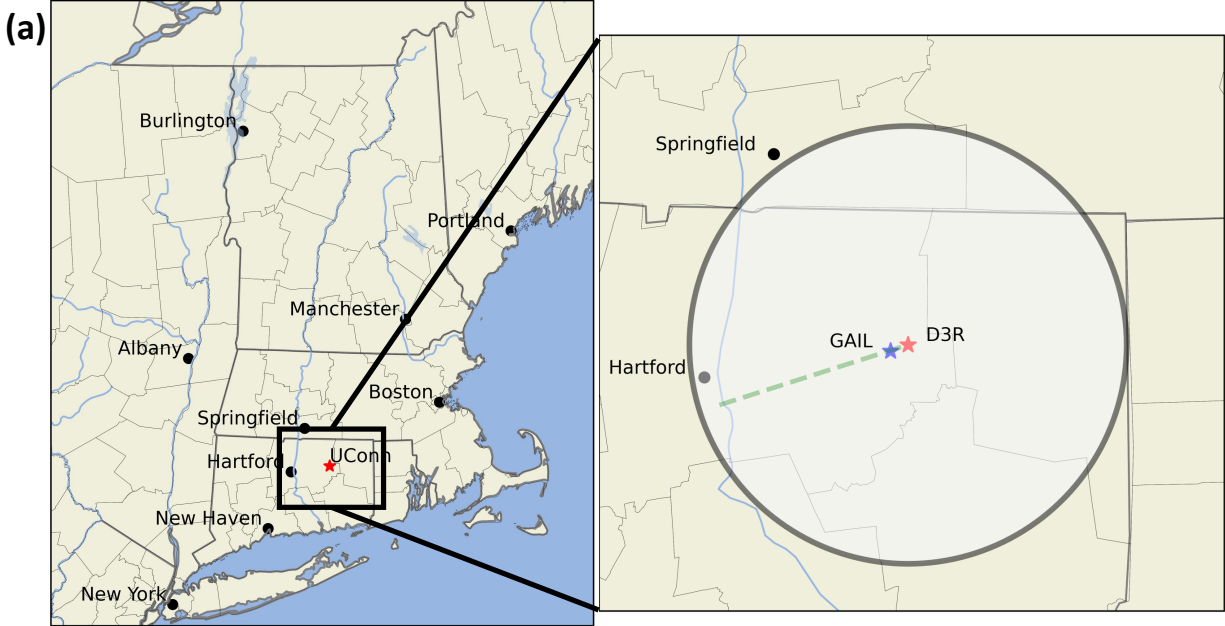 (a)
Burlington
Portland
Manchester
Albany
Boston
Springfield
UConn
Hartford
New Haven
New York
Springfield
GAIL
D3R
Hartford